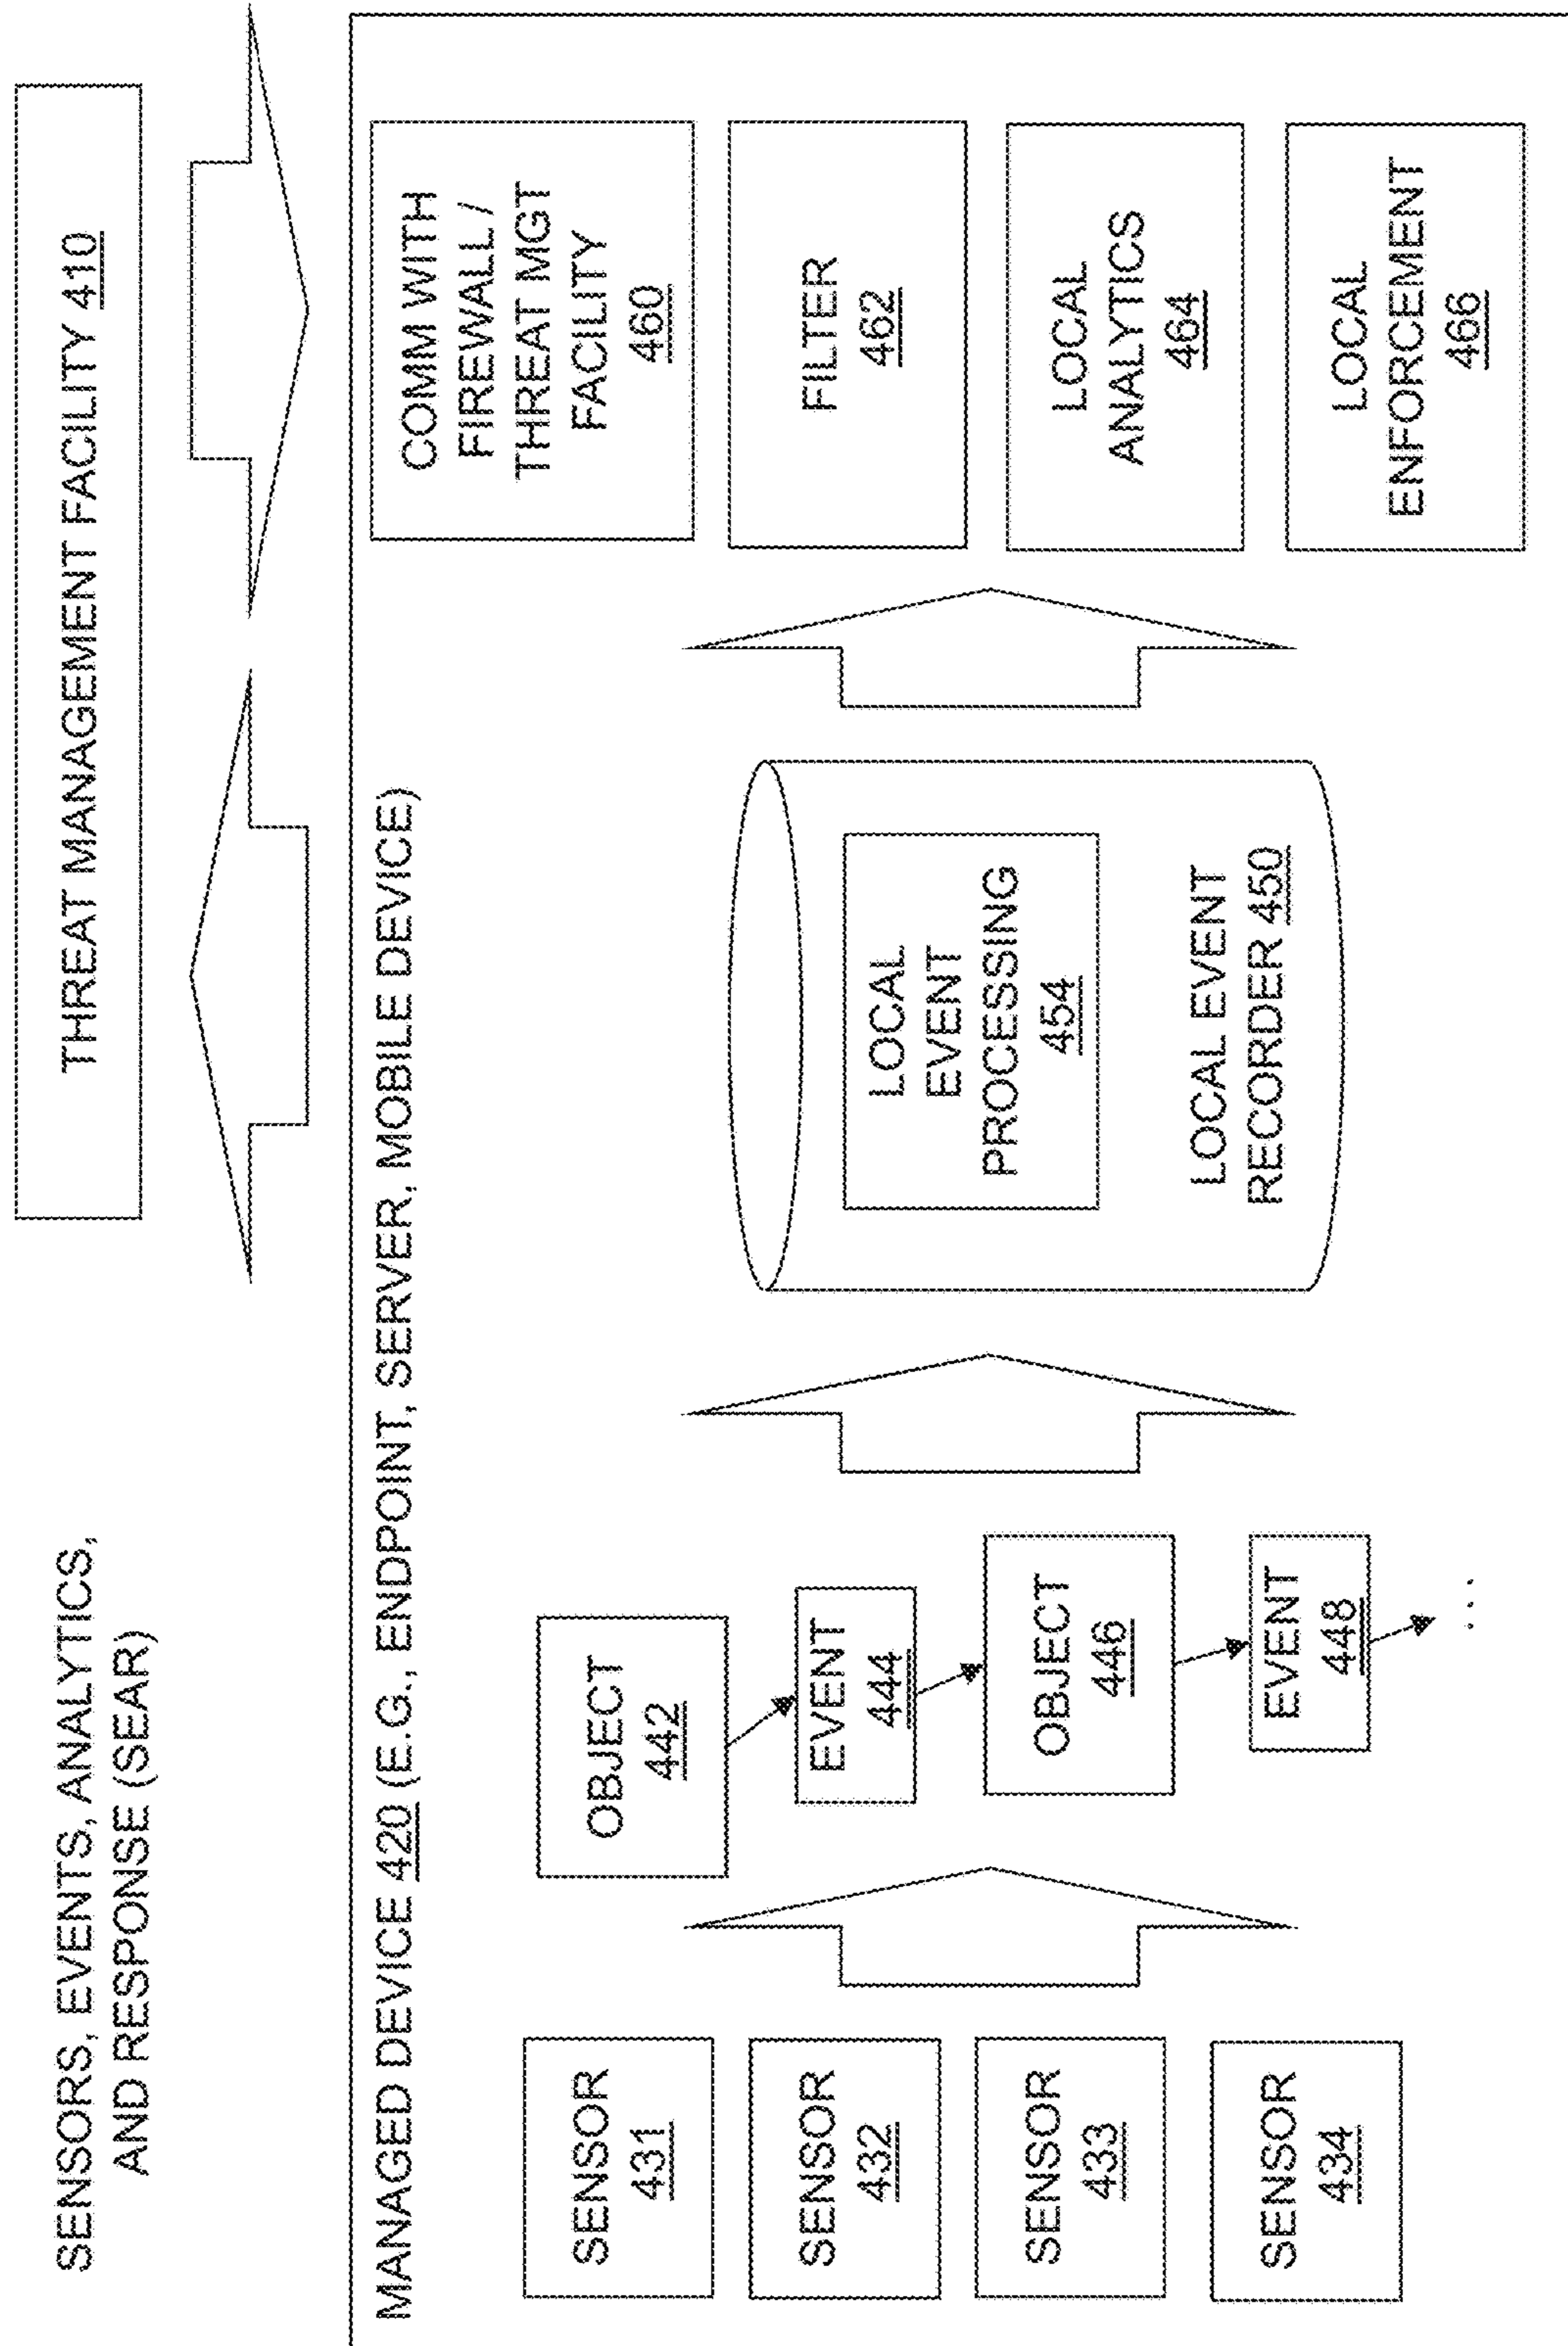 SENSORS, EVENTS, ANALYTICS,
AND RESPONSE (SEAR)
THREAT MANAGEMENT FACILITY 410
MANAGED DEVICE 420 (E.G., ENDPOINT, SERVER, MOBILE DEVICE)
SENSOR
431
SENSOR
432
SENSOR
433
SENSOR
434
OBJECT
442
EVENT
444
OBJECT
446
EVENT
448
...
LOCAL
EVENT
PROCESSING
454
LOCAL EVENT
RECORDER 450
COMM WITH
FIREWALL /
THREAT MGT
FACILITY
460
FILTER
462
LOCAL
ANALYTICS
464
LOCAL
ENFORCEMENT
466